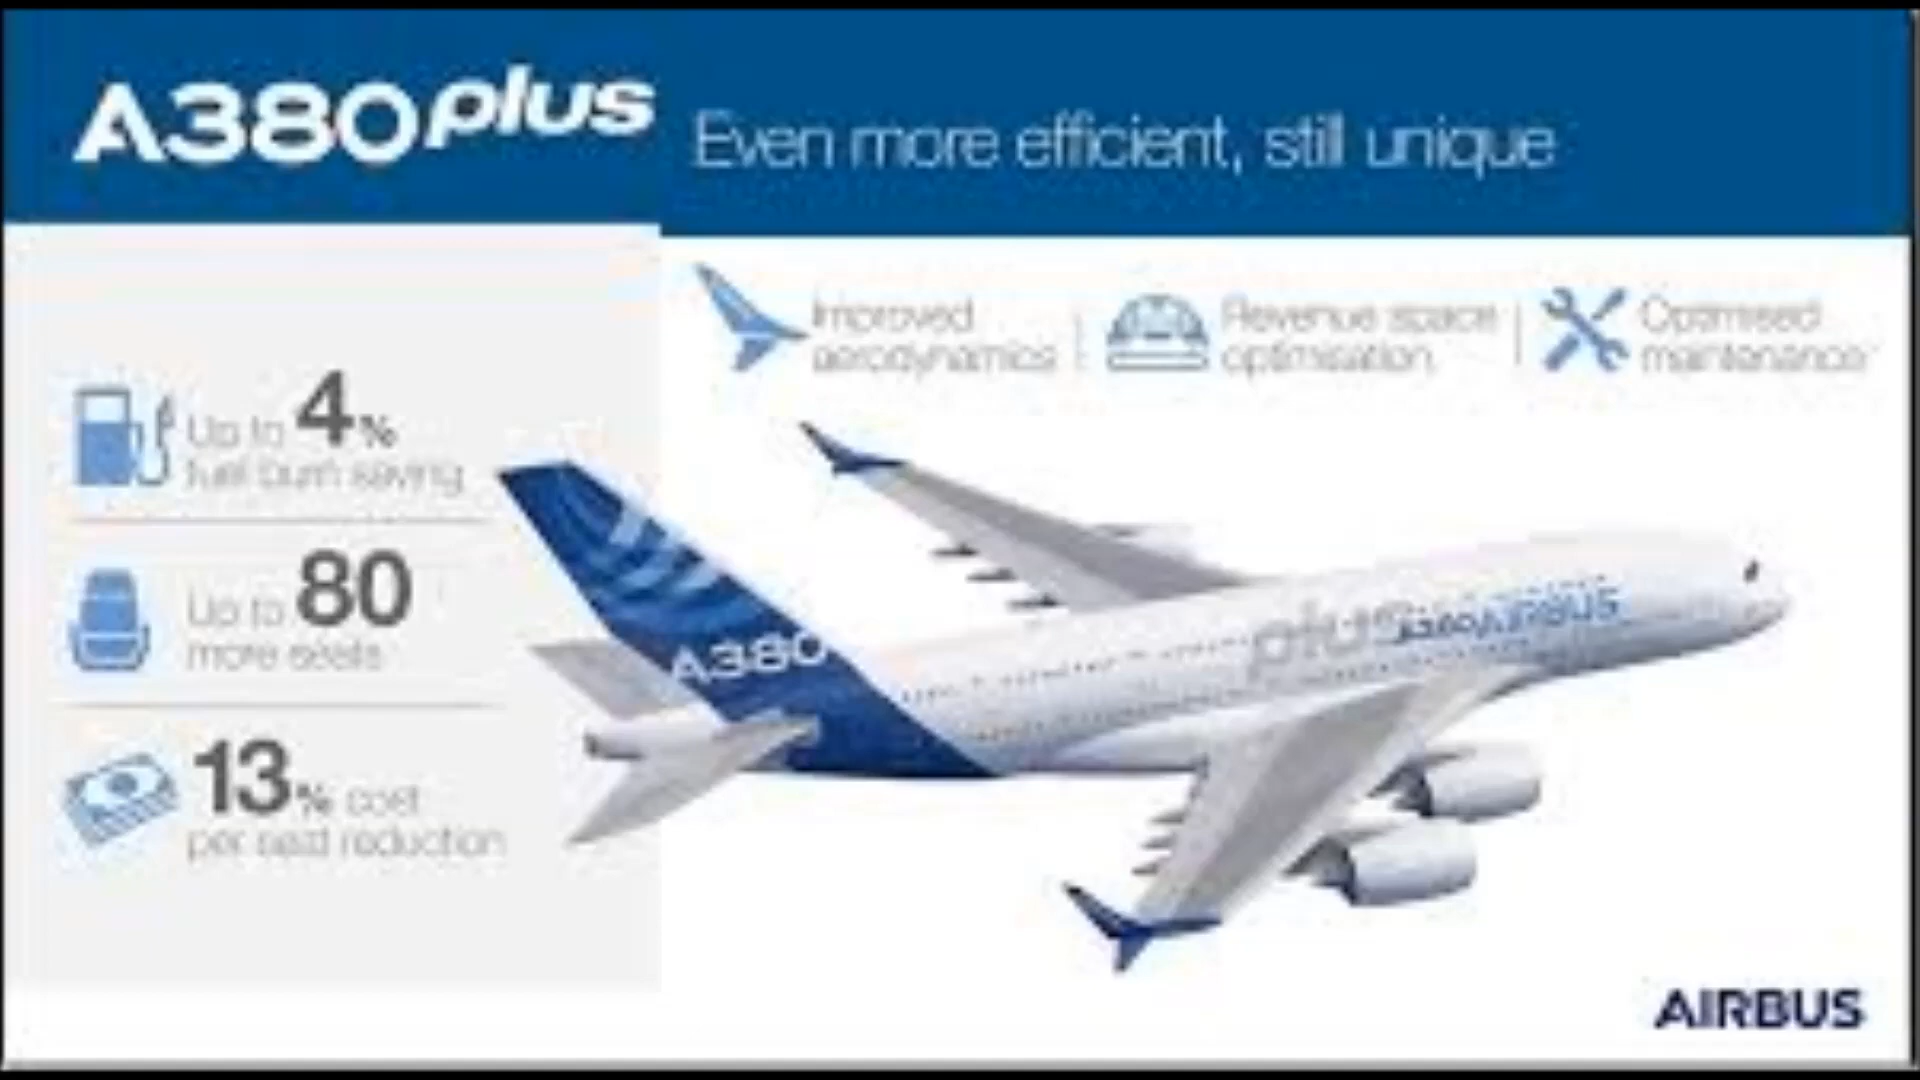 A380plus
Even more efficient, still unique
Improved
aerodynamics
Revenue space
optimisation
Optimised
maintenance
Up to 4%
fuel burn saving
Up to 80
more seats
13% cost
per seat reduction
A380
plus
AIRBUS
AIRBUS